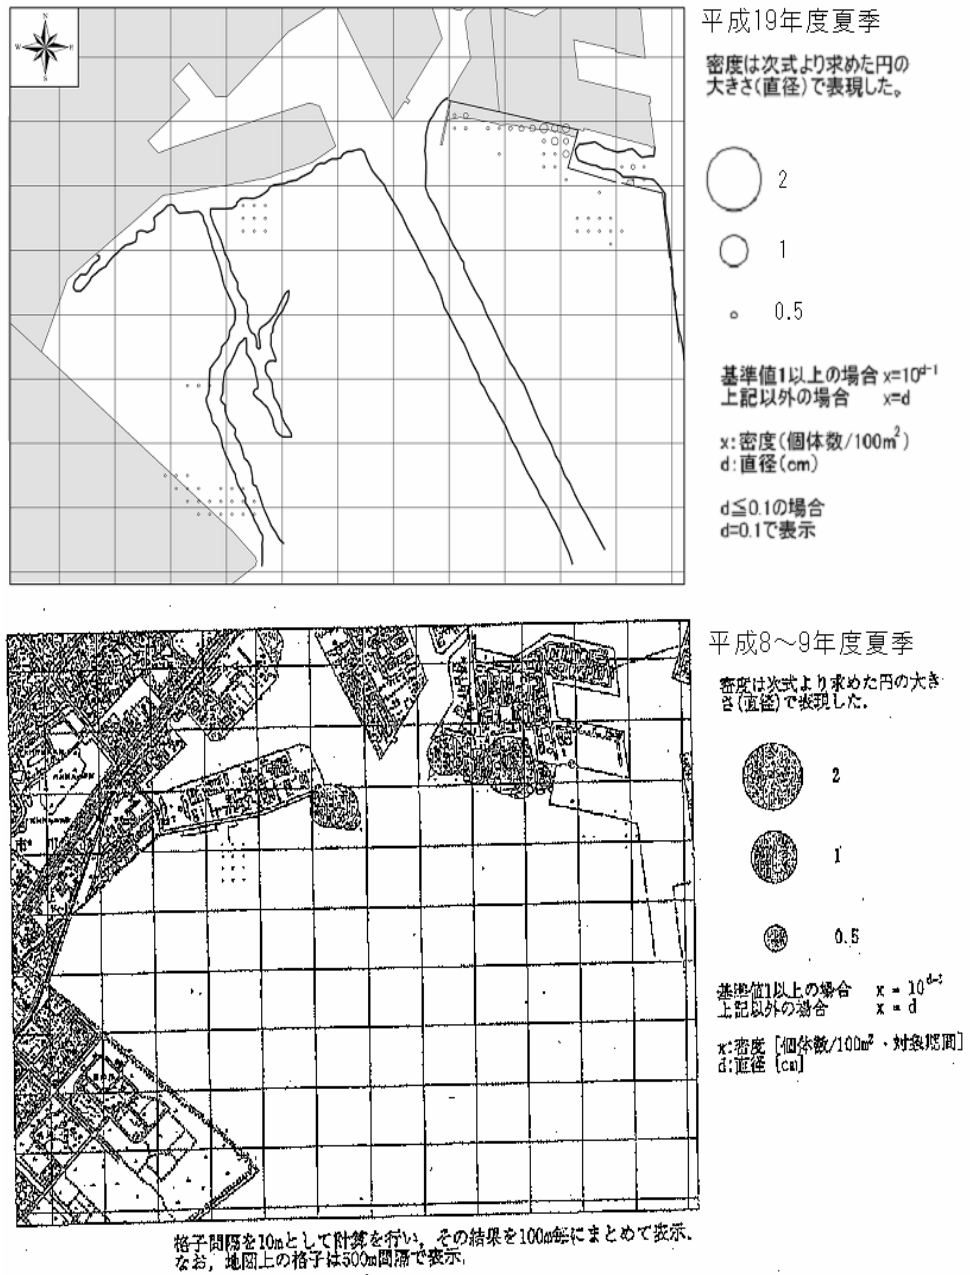 N
W
E
S
平成19年度夏季
密度は次式より求めた円の
大きさ(直径)で表現した。
2
1
0.5
基準値1以上の場合 x=10^d-1
上記以外の場合 x=d
x:密度(個体数/100m²)
d:直径(cm)
d≦0.1の場合
d=0.1で表示
平成8～9年度夏季
密度は次式より求めた円の大き
さ(直径)で表現した.
2
1
0.5
基準値1以上の場合 x = 10
上記以外の場合 x = d
x:密度 [個体数/100m²・対象期間]
d:直径 [cm]
格子間隔を10mとして計算を行い, その結果を100m毎にまとめて表示.
なお, 地図上の格子は500m間隔で表示.